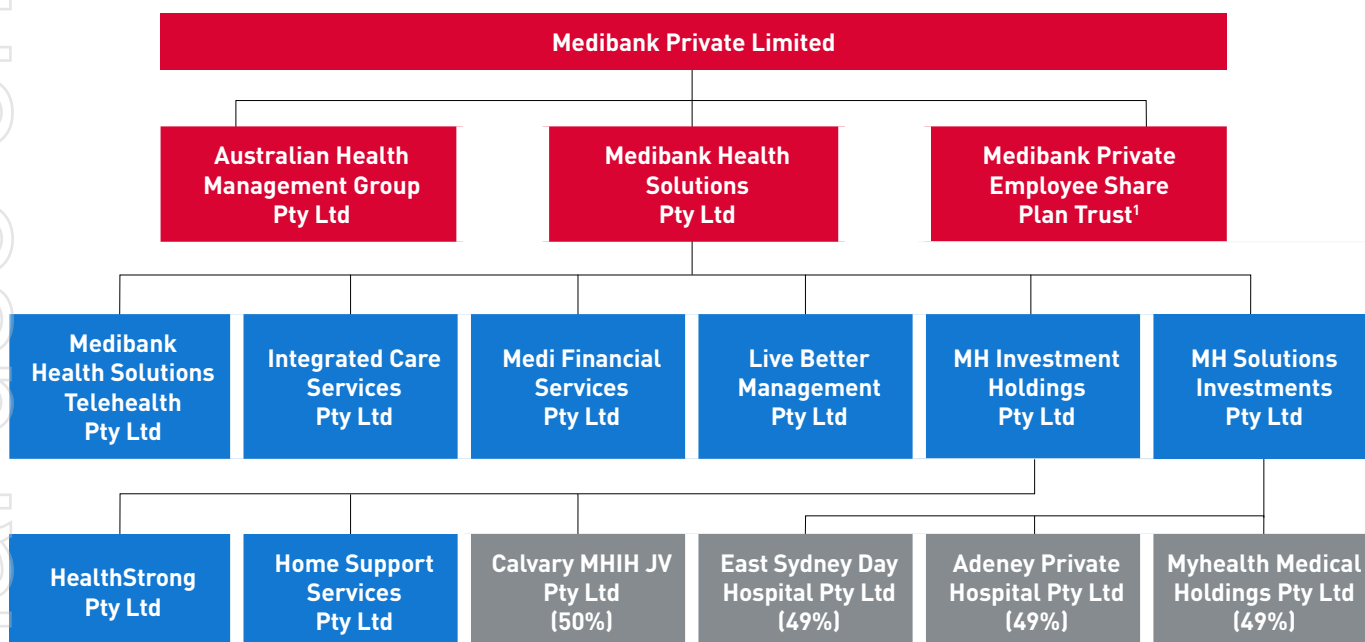 Medibank Private Limited
Australian Health
Management Group
Pty Ltd
Medibank Health
Solutions
Pty Ltd
Medibank Private
Employee Share
Plan Trust¹
Medibank
Health Solutions
Telehealth
Pty Ltd
Integrated Care
Services
Pty Ltd
Medi Financial
Services
Pty Ltd
Live Better
Management
Pty Ltd
MH Investment
Holdings
Pty Ltd
MH Solutions
Investments
Pty Ltd
HealthStrong
Pty Ltd
Home Support
Services
Pty Ltd
Calvary MHIH JV
Pty Ltd
(50%)
East Sydney Day
Hospital Pty Ltd
(49%)
Adeney Private
Hospital Pty Ltd
(49%)
Myhealth Medical
Holdings Pty Ltd
(49%)